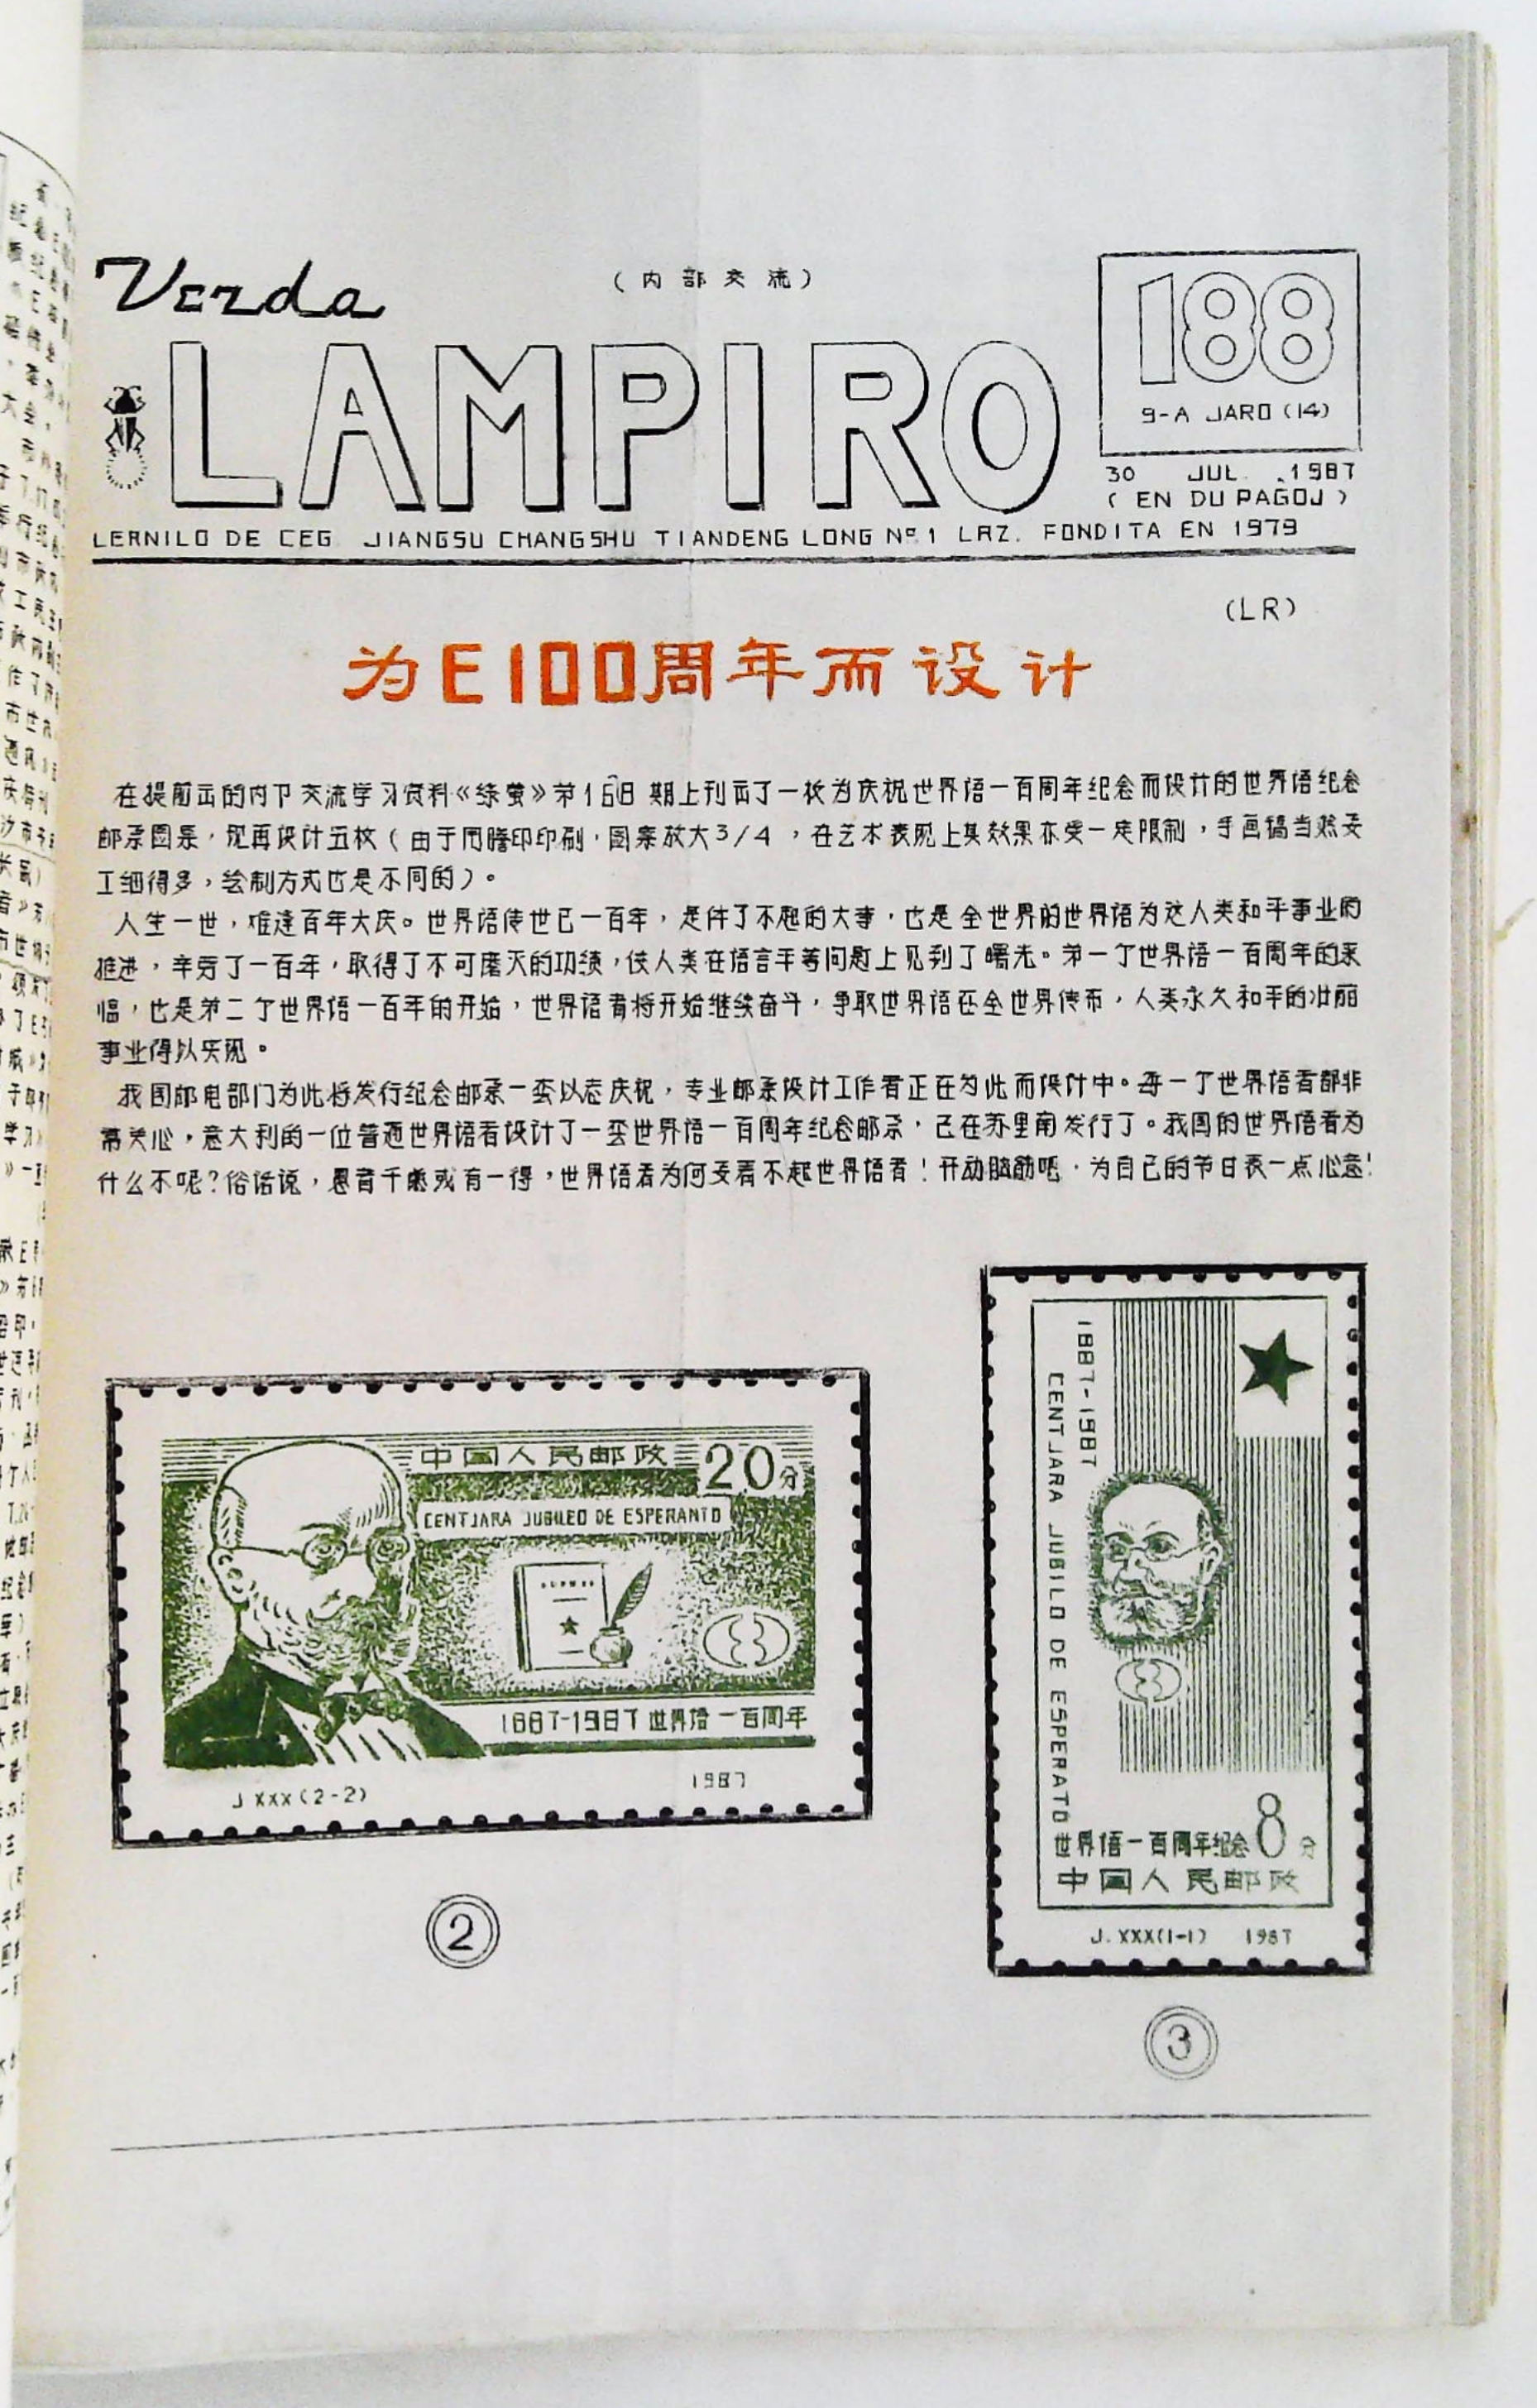 Verda
（内部交流）
LAMPIRO
188
9-A JARO (14)
30 JUL. 1987
( EN DU PAGOJ )
LERNILO DE CEG JIANGSU CHANGSHU TIANDENG LONG Nº1 LRZ. FONDITA EN 1979
(LR)
为E100周年而设计
在提前出的内部交流学习资料《绿萤》第168期上刊出了一枚为庆祝世界语一百周年纪念而设计的世界语纪念
邮票图案，现再设计五枚（由于用誊印印刷，图案放大3/4，在艺术表现上其效果亦受一定限制，手画稿当然要
工细得多，绘制方式也是不同的）。
人生一世，难逢百年大庆。世界语传世已一百年，是件了不起的大事，也是全世界的世界语为达人类和平事业的
推进，辛劳了一百年，取得了不可磨灭的功绩，使人类在语言平等问题上见到了曙光。第一个世界语一百周年的来
临，也是第二个世界语一百年的开始，世界语者将开始继续奋斗，争取世界语在全世界传布，人类永久和平的壮丽
事业得以实现。
我国邮电部门为此将发行纪念邮票一套以志庆祝，专业邮票设计工作者正在为此而设计中。每一个世界语者都非
常关心，意大利的一位普通世界语者设计了一套世界语一百周年纪念邮票，已在苏里南发行了。我国的世界语者为
什么不呢？俗话说，愚者千虑或有一得，世界语者为何要看不起世界语者！开动脑筋吧，为自己的节日表一点心意！
中国人民邮政 20分
CENTJARA JUBILEO DE ESPERANTO
1887-1987 世界语一百周年
J XXX (2-2) 1987
②
1887-1987
CENTJARA JUBILO DE ESPERATO
世界语一百周年纪念 8分
中国人民邮政
J. XXX(1-1) 1987
③